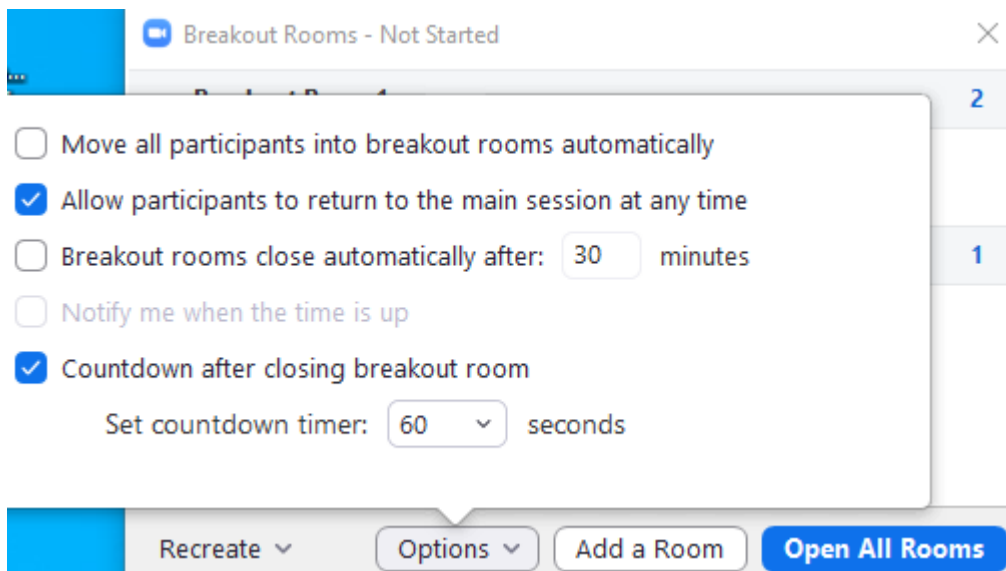 Breakout Rooms - Not Started
2
Move all participants into breakout rooms automatically
Allow participants to return to the main session at any time
Breakout rooms close automatically after: 30 minutes
1
Notify me when the time is up
Countdown after closing breakout room
Set countdown timer: 60 seconds
Recreate Options Add a Room Open All Rooms